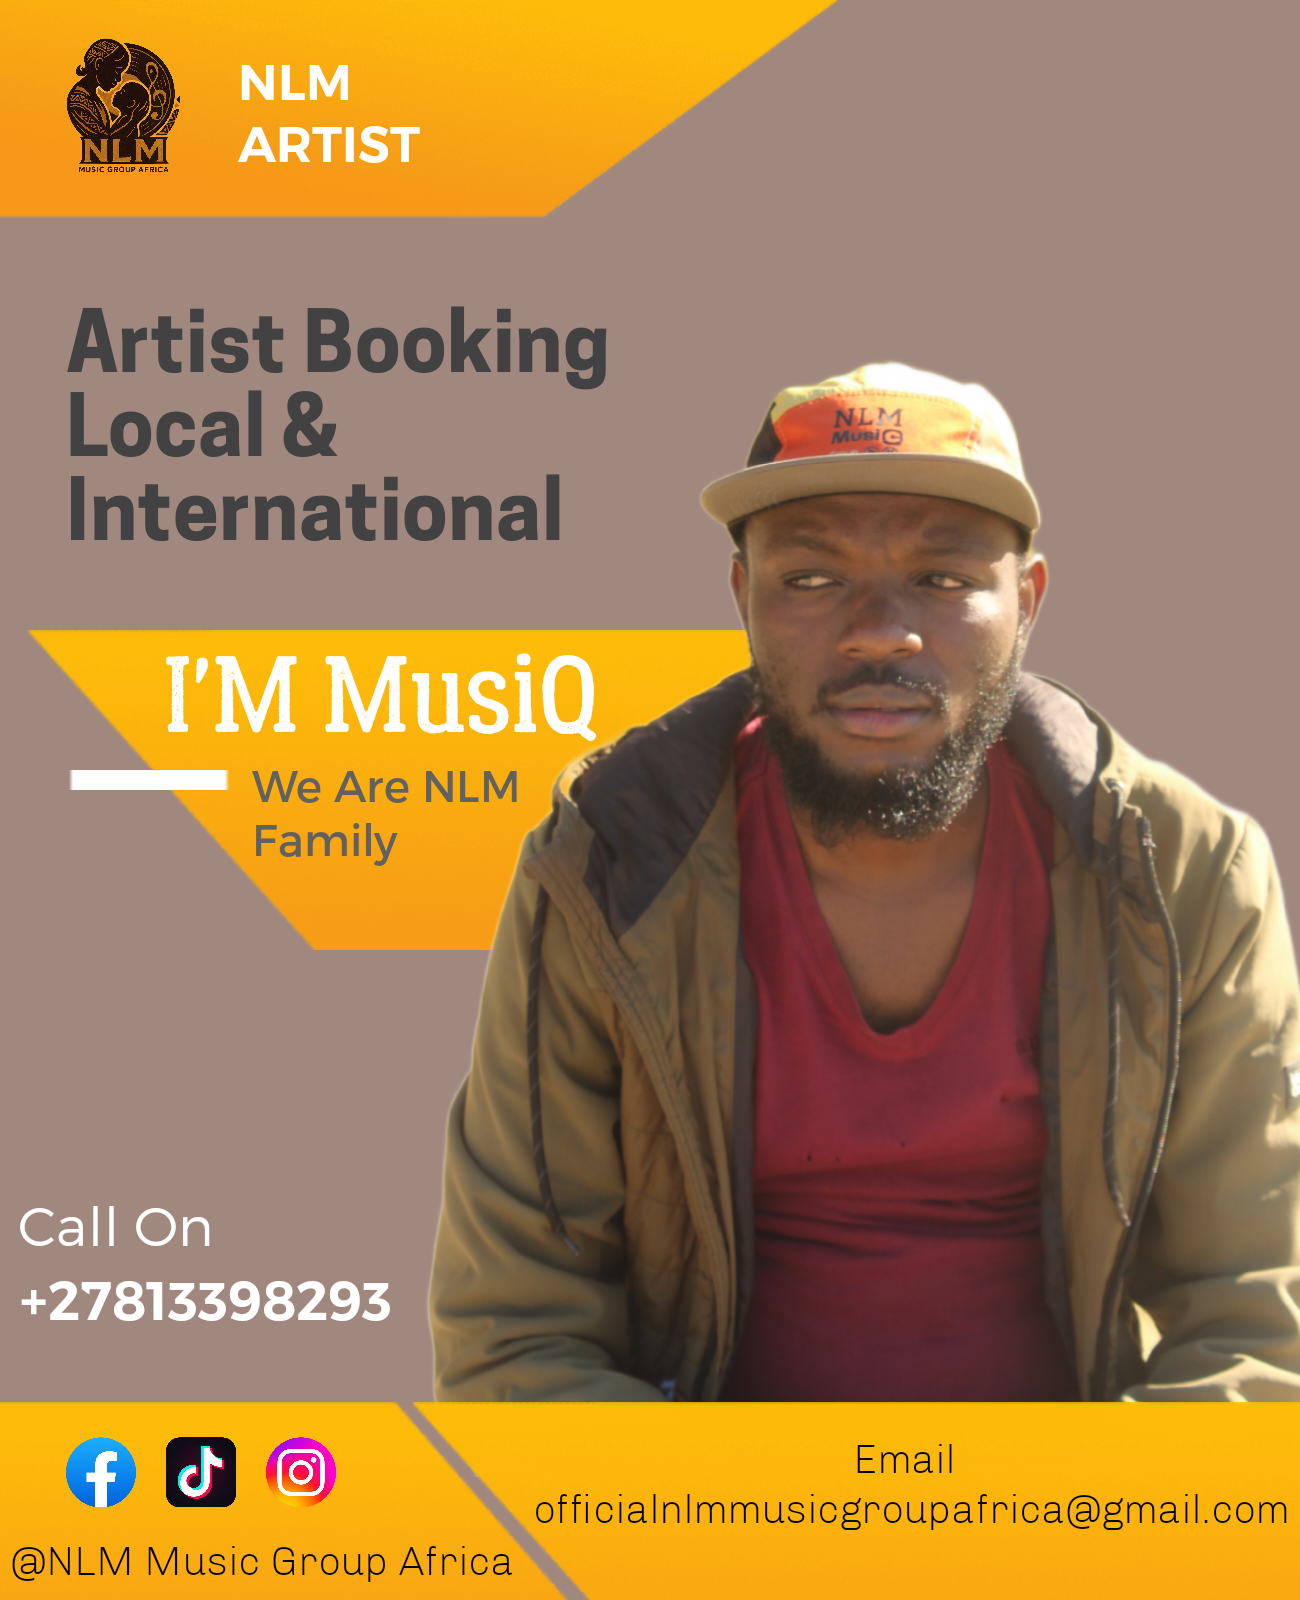 NLM
MUSIC GROUP AFRICA
NLM
ARTIST
Artist Booking
Local &
International
NLM
MusiC
I'M MusiQ
We Are NLM
Family
Call On
+27813398293
@NLM Music Group Africa
Email
officialnlmmusicgroupafrica@gmail.com